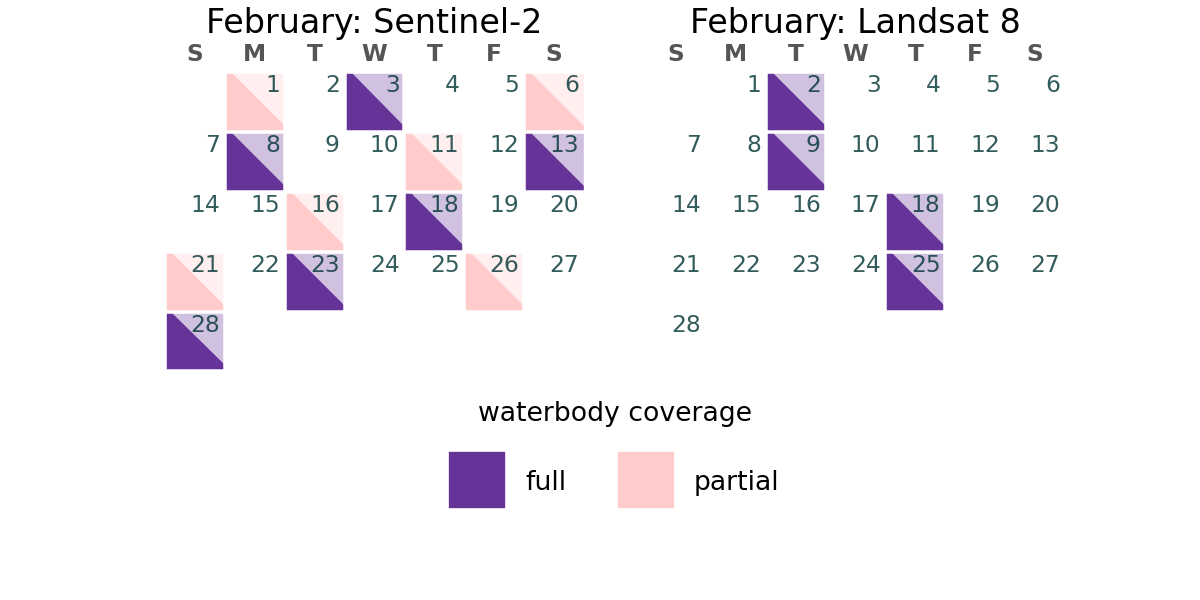 February: Sentinel-2
S M T W T F S
1 2 3 4 5 6
7 8 9 10 11 12 13
14 15 16 17 18 19 20
21 22 23 24 25 26 27
28
February: Landsat 8
S M T W T F S
1 2 3 4 5 6
7 8 9 10 11 12 13
14 15 16 17 18 19 20
21 22 23 24 25 26 27
28
waterbody coverage
full partial